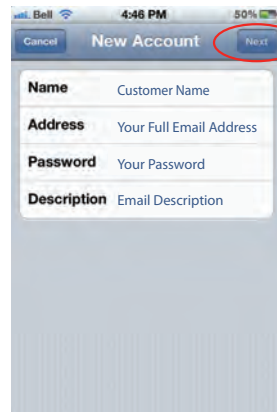 Bell 4:46 PM 50%
Cancel New Account Next
Name Customer Name
Address Your Full Email Address
Password Your Password
Description Email Description